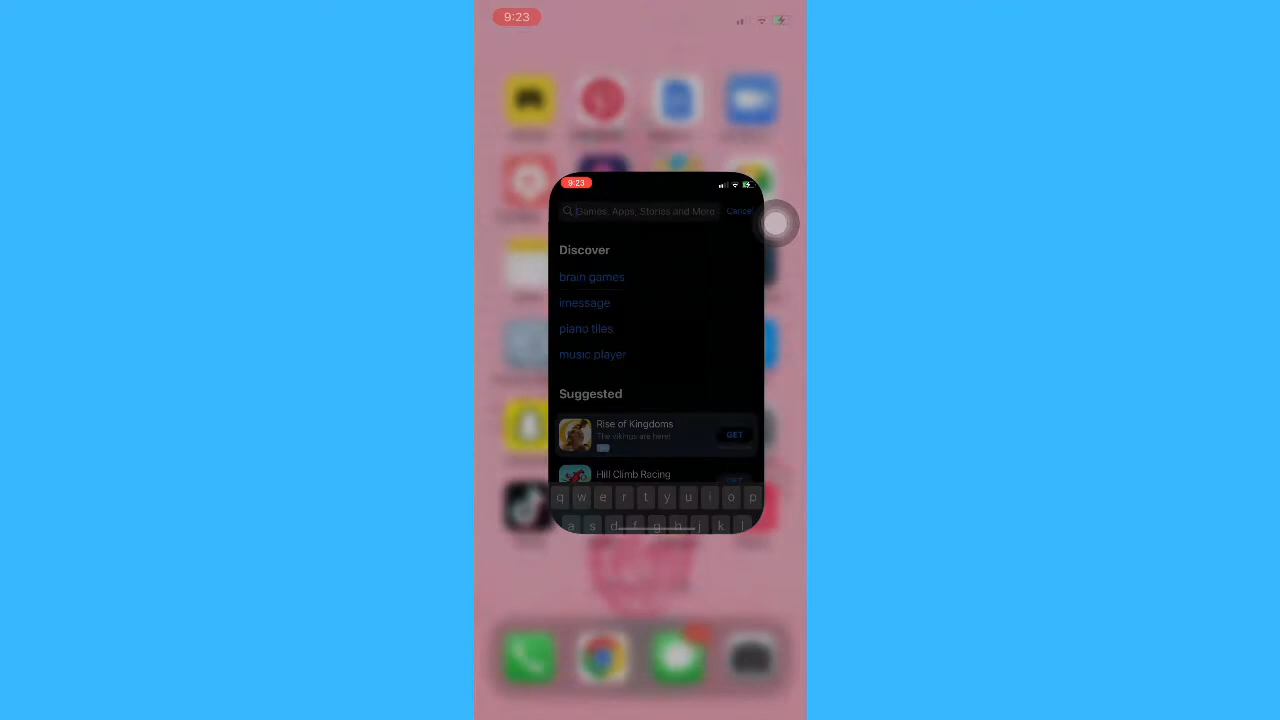 9:23
9:23
Games, Apps, Stories and More
Cancel
Discover
brain games
imessage
piano tiles
music player
Suggested
Rise of Kingdoms
The vikings are here!
GET
Hill Climb Racing
GET
q w e r t y u i o p
a s d f g h j k l